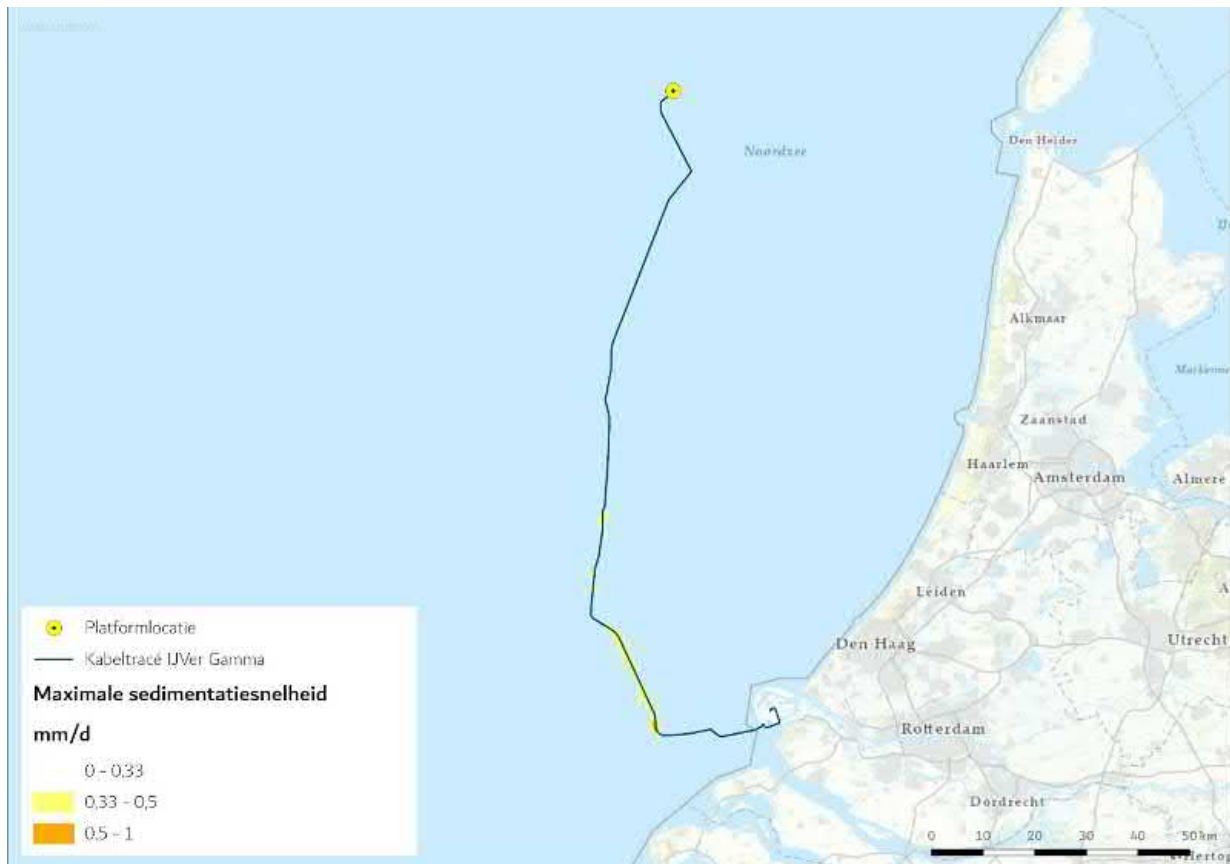 Noordzee
Den Helder
Alkmaar
Zaanstad
Haarlem
Amsterdam
Almere
Leiden
Den Haag
Utrecht
Rotterdam
Dordrecht
Platformlocatie
Kabeltracé IJVer Gamma
Maximale sedimentatiesnelheid
mm/d
0 - 0,33
0,33 - 0,5
0.5 - 1
0 10 20 30 40 50 km